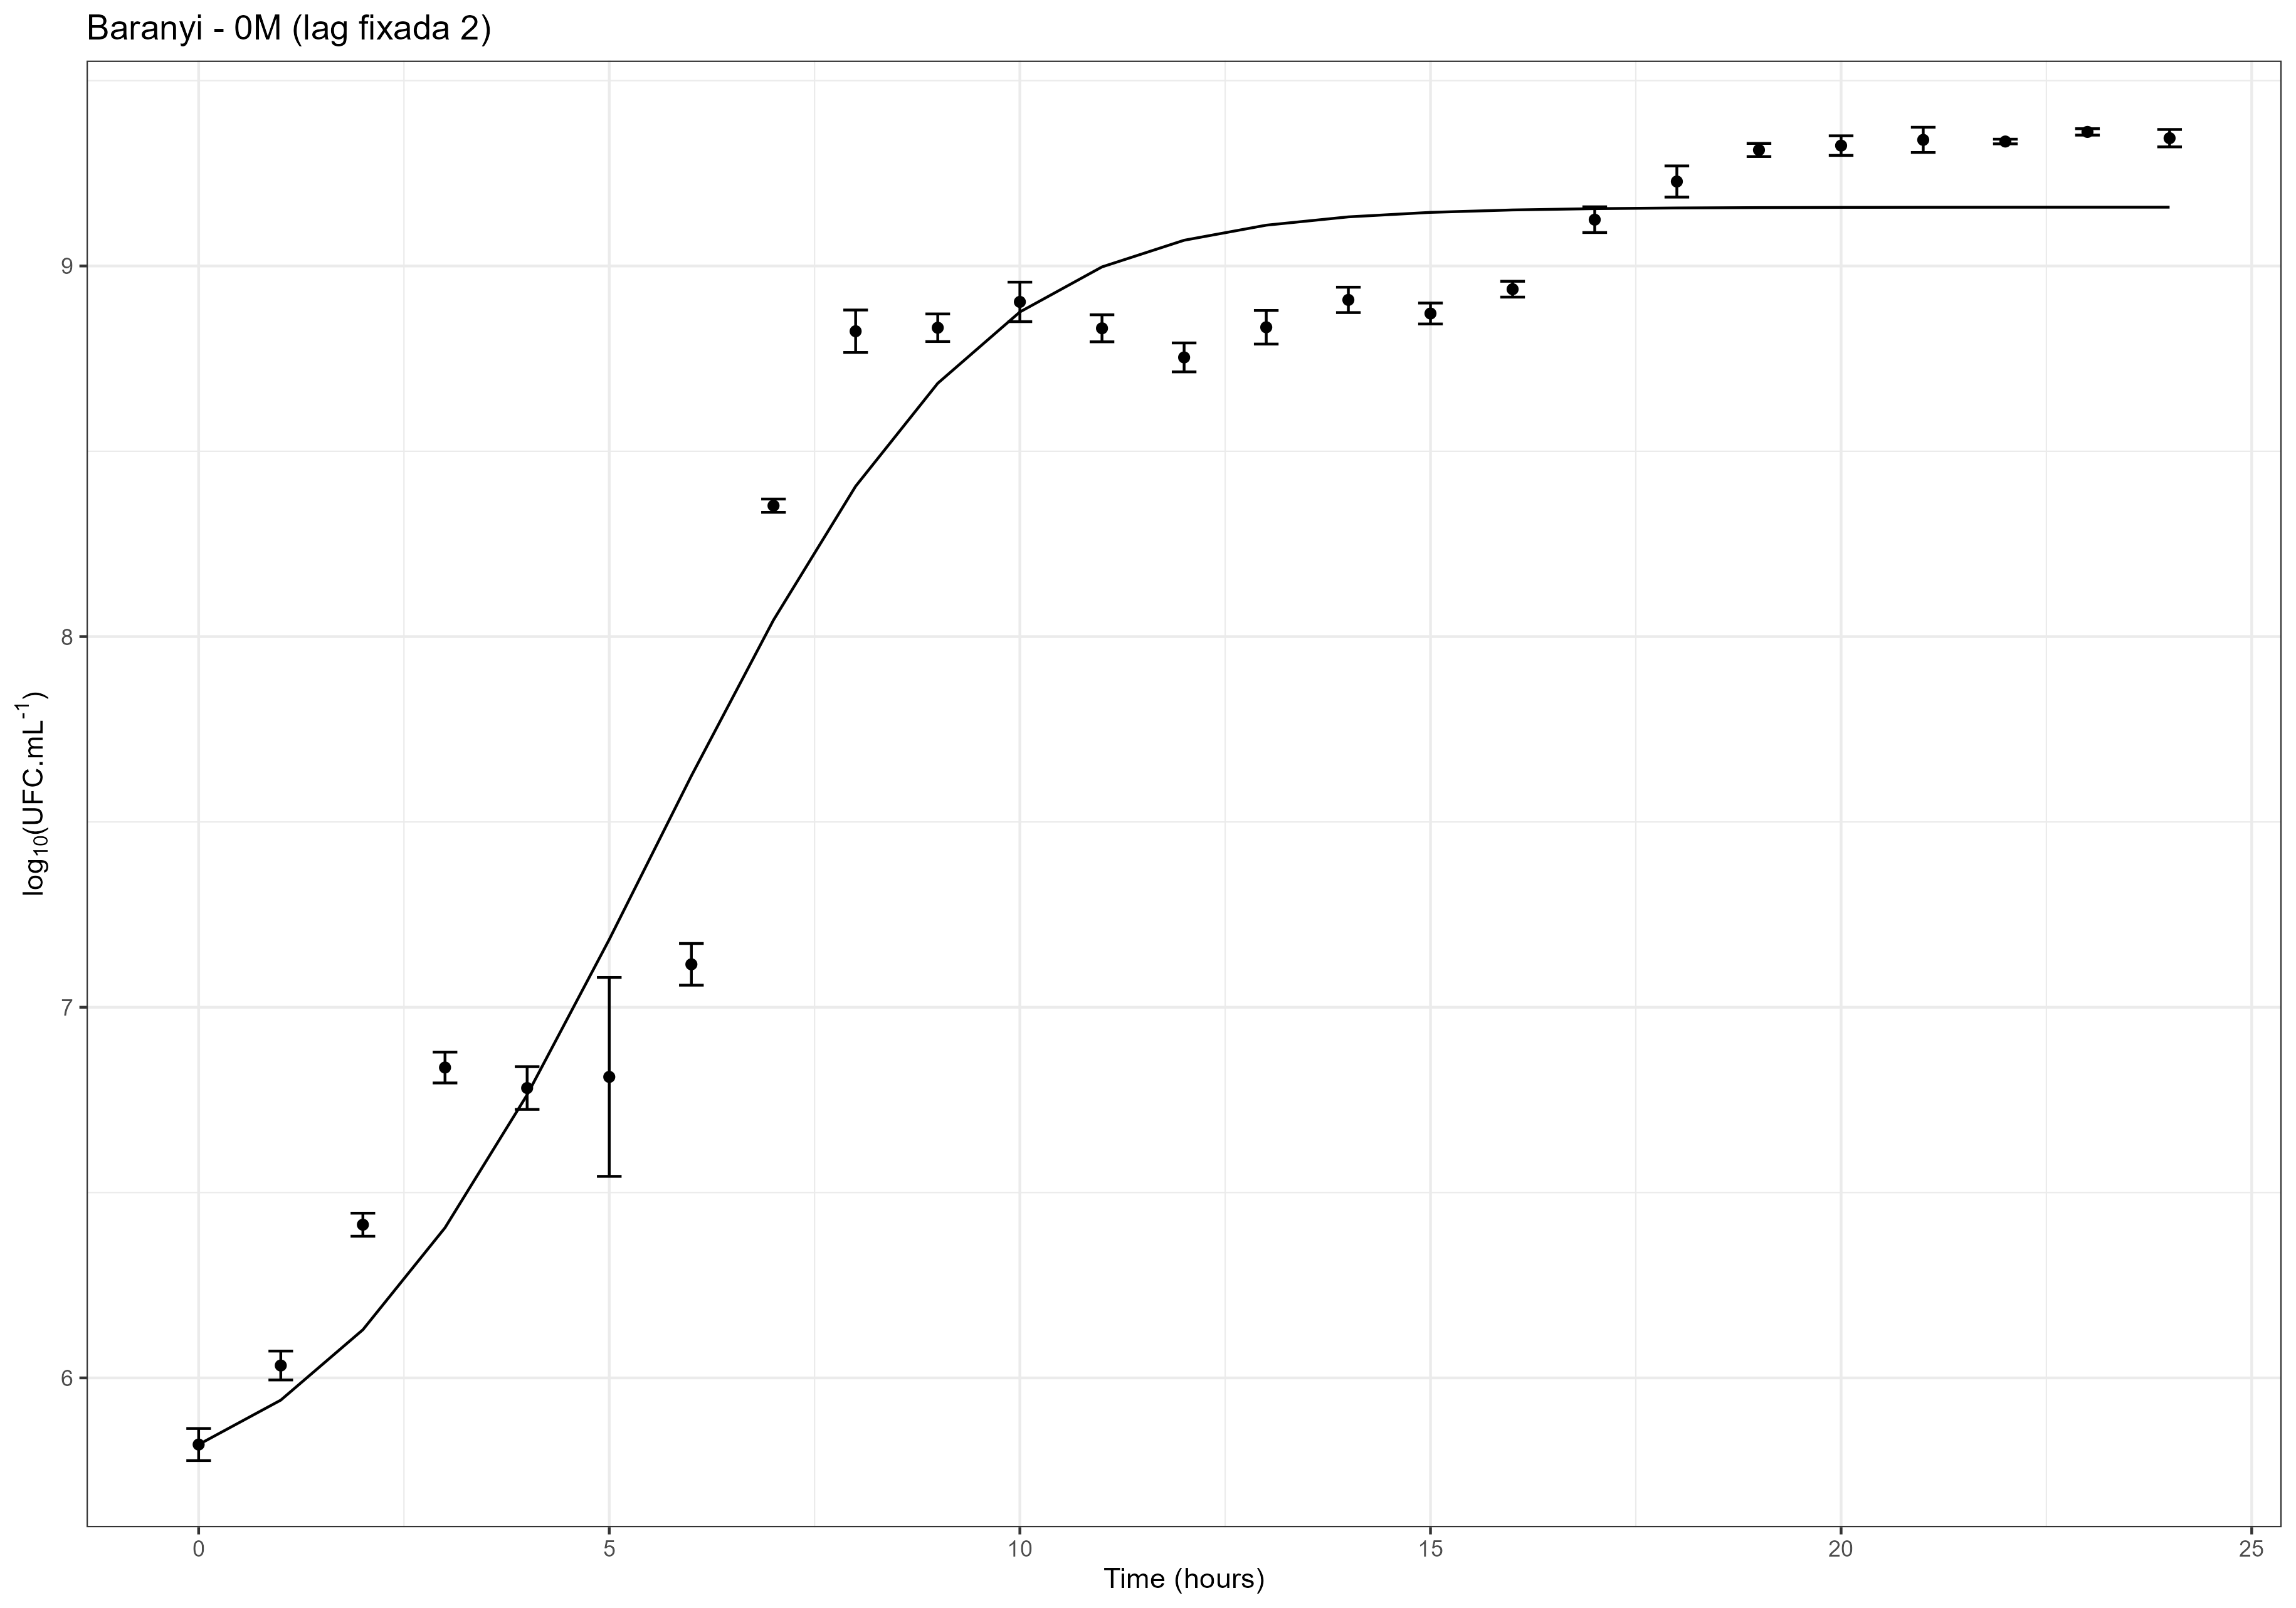 Baranyi - 0M (lag fixada 2)
9
8
7
6
log10(UFC.mL-1)
0 5 10 15 20 25
Time (hours)